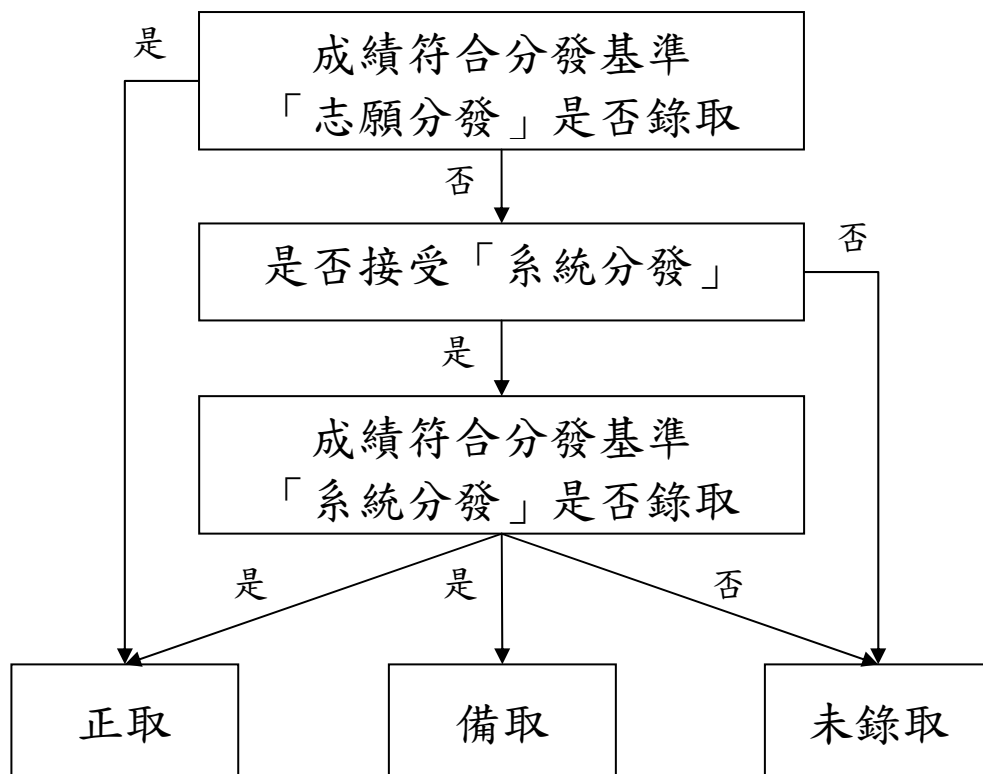 是
成績符合分發基準
「志願分發」是否錄取
否
是否接受「系統分發」
否
是
成績符合分發基準
「系統分發」是否錄取
是
是
否
正取
備取
未錄取